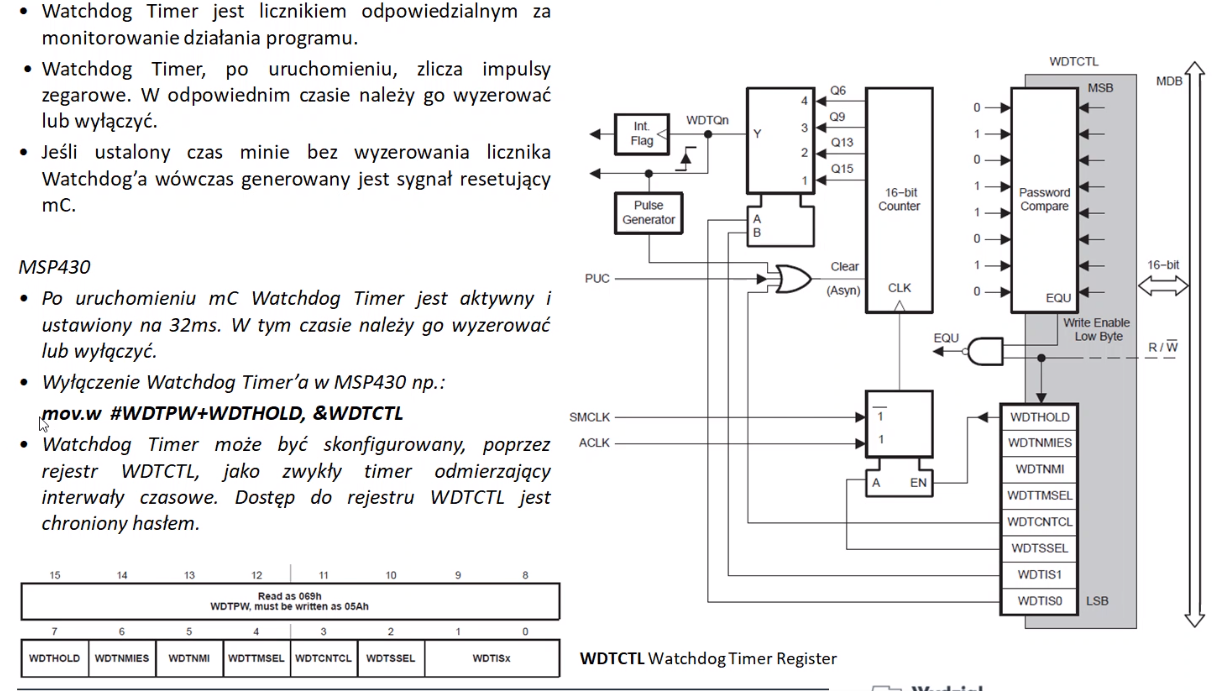 • Watchdog Timer jest licznikiem odpowiedzialnym za
monitorowanie działania programu.
• Watchdog Timer, po uruchomieniu, zlicza impulsy
zegarowe. W odpowiednim czasie należy go wyzerować
lub wyłączyć.
• Jeśli ustalony czas minie bez wyzerowania licznika
Watchdog’a wówczas generowany jest sygnał resetujący
mC.
MSP430
• Po uruchomieniu mC Watchdog Timer jest aktywny i
ustawiony na 32ms. W tym czasie należy go wyzerować
lub wyłączyć.
• Wyłączenie Watchdog Timer’a w MSP430 np.:
mov.w #WDTPW+WDTHOLD, &WDTCTL
• Watchdog Timer może być skonfigurowany, poprzez
rejestr WDTCTL, jako zwykły timer odmierzający
interwały czasowe. Dostęp do rejestru WDTCTL jest
chroniony hasłem.
15 14 13 12 11 10 9 8
Read as 069h
WDTPW, must be written as 05Ah
7 6 5 4 3 2 1 0
WDTHOLD WDTNMIES WDTNMI WDTTMSEL WDTCNTCL WDTSSEL WDTISx
WDTCTL
MSB
MDB
Int.
Flag
WDTQn
Y
4 Q6
3 Q9
2 Q13
1 Q15
16−bit
Counter
CLK
Pulse
Generator
A
B
PUC
Clear
(Asyn)
0
1
0
1
1
0
1
0
Password
Compare
EQU
16−bit
Write Enable
Low Byte
EQU
R / W̅
SMCLK
ACLK
1̅
1
A EN
WDTHOLD
WDTNMIES
WDTNMI
WDTTMSEL
WDTCNTCL
WDTSSEL
WDTIS1
WDTIS0
LSB
WDTCTL Watchdog Timer Register
Wydział